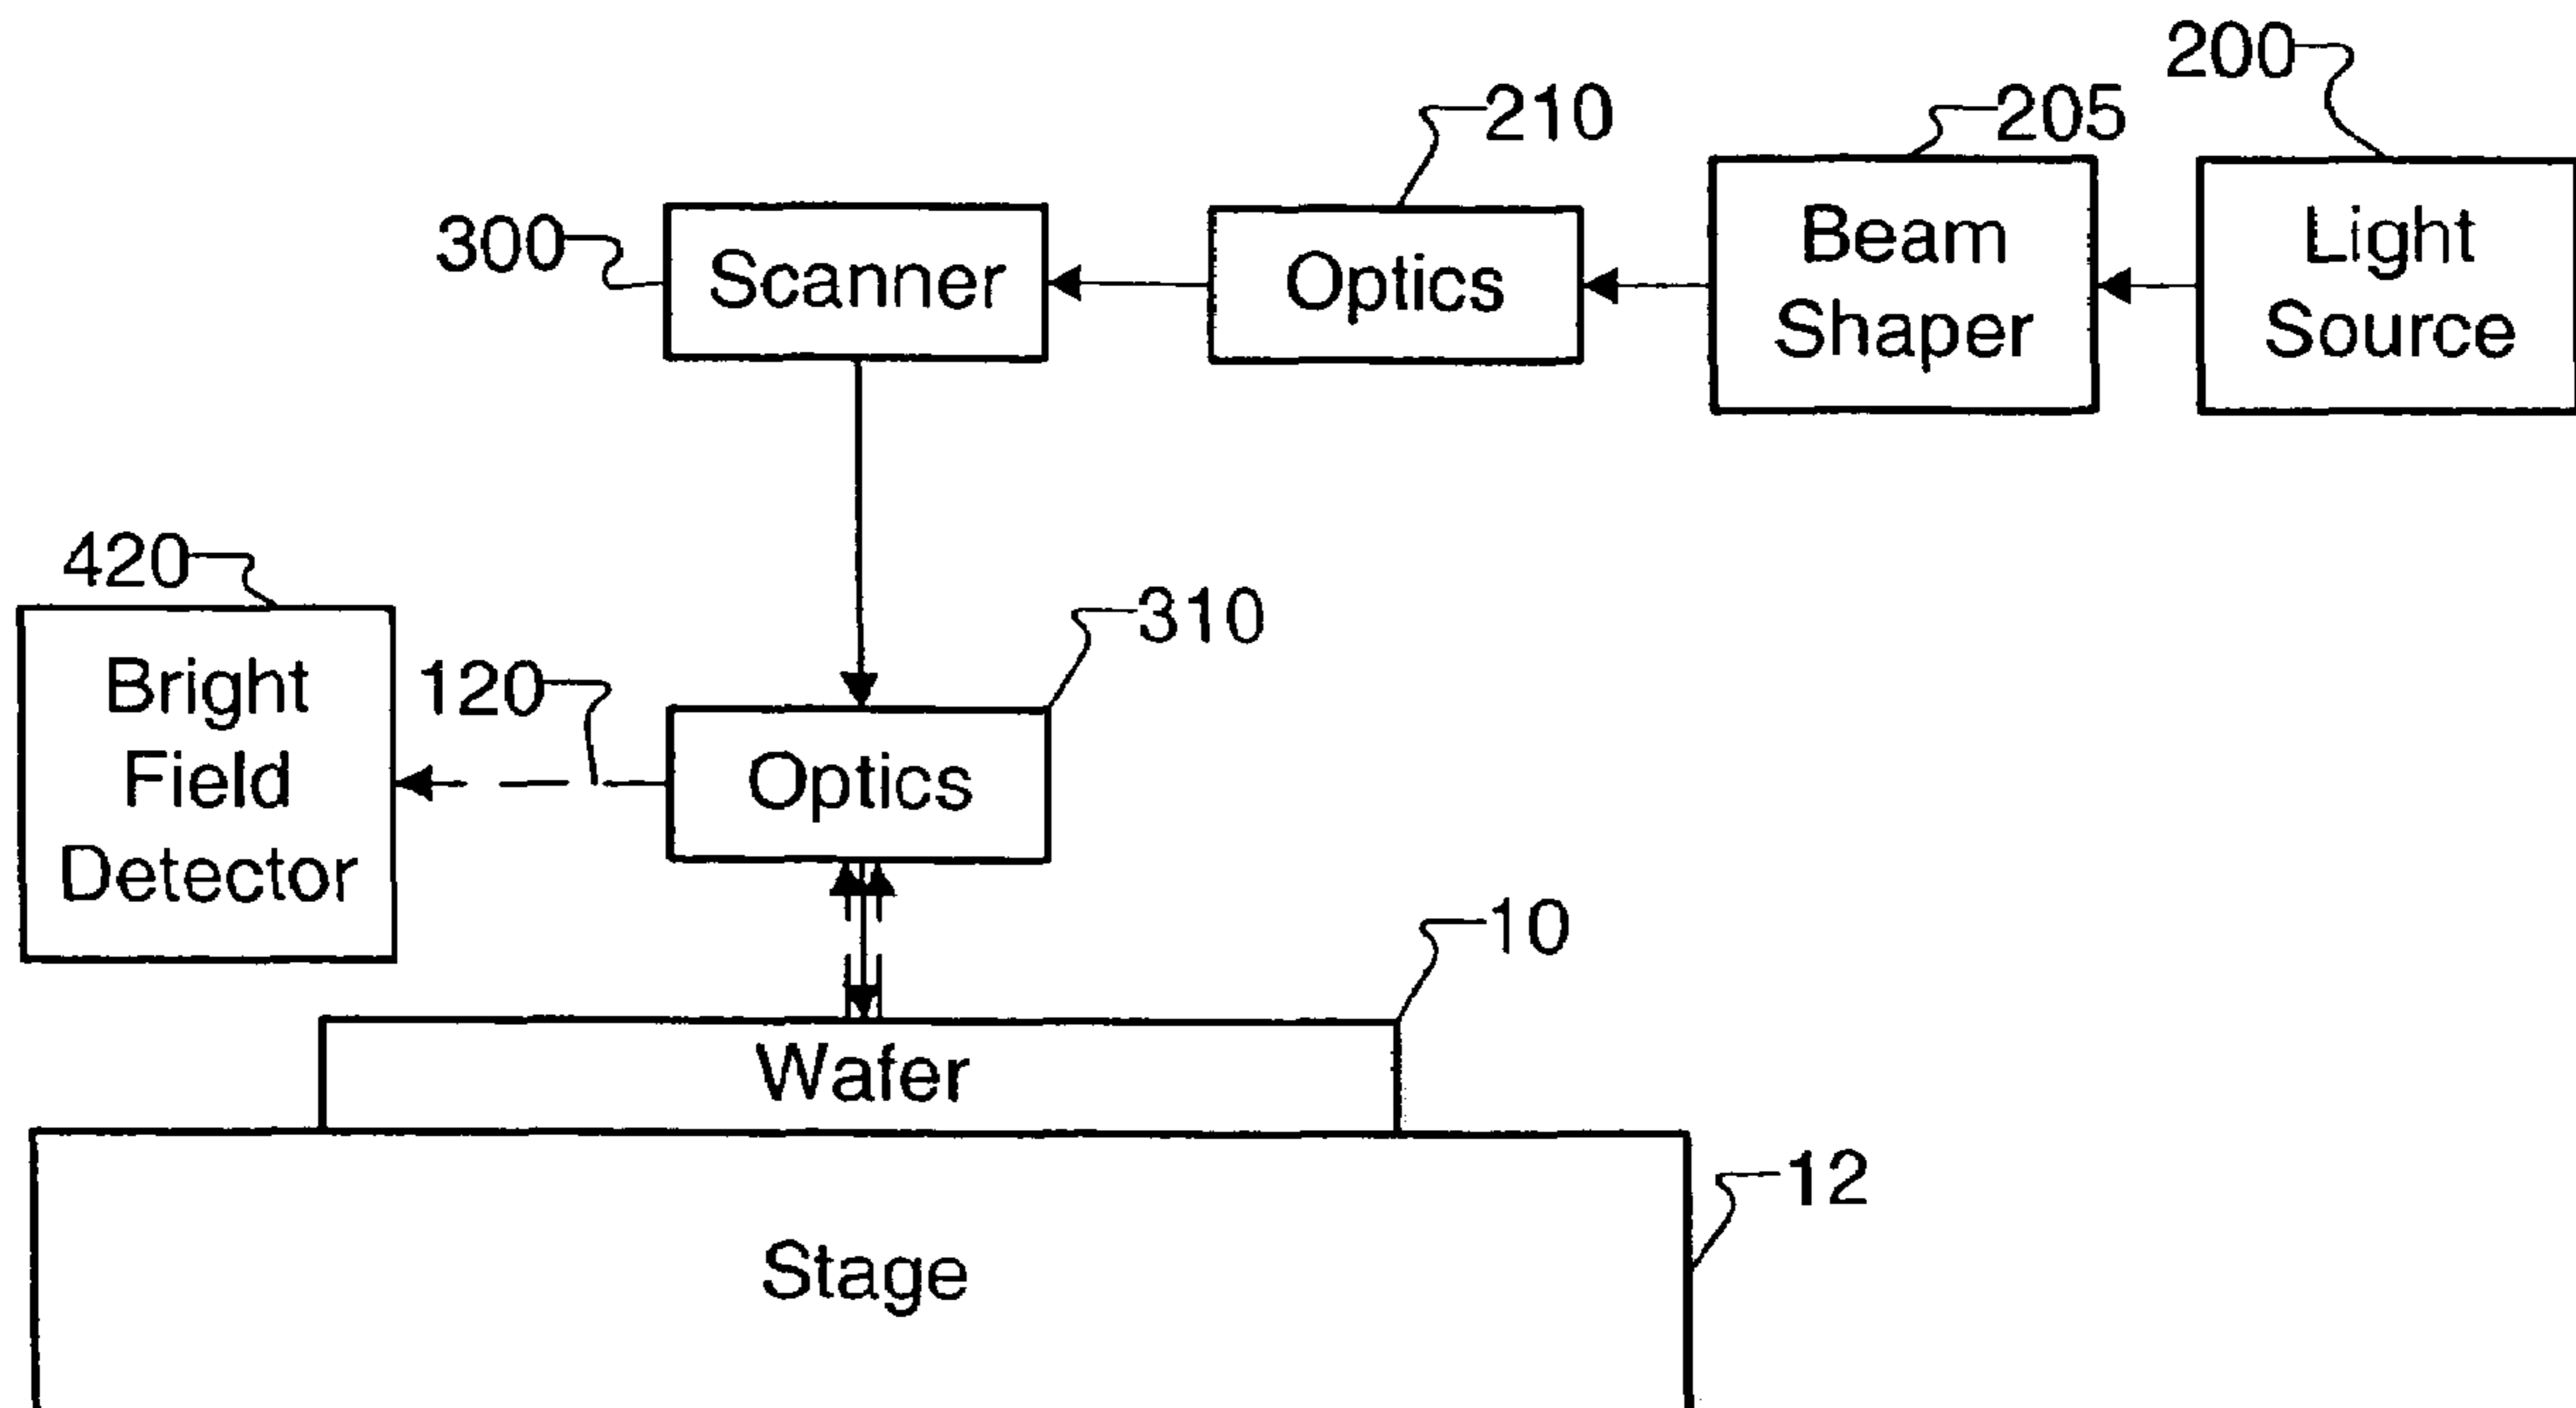 200
210
205
300
Scanner
Optics
Beam
Shaper
Light
Source
420
310
120
Bright
Field
Detector
Optics
10
Wafer
12
Stage